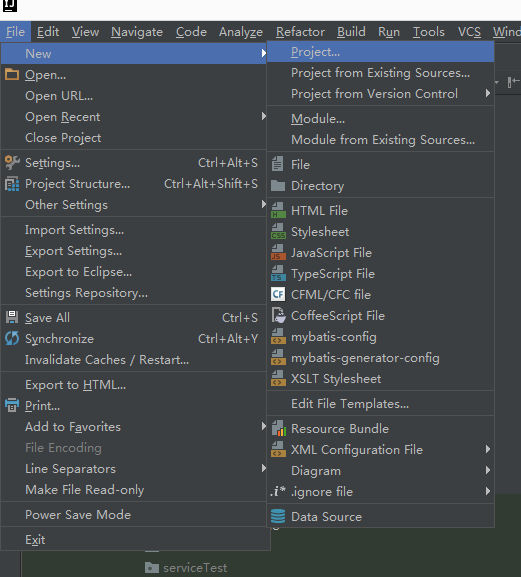 IJ
File Edit View Navigate Code Analyze Refactor Build Run Tools VCS Wind
New
Open...
Open URL...
Open Recent
Close Project
Settings... Ctrl+Alt+S
Project Structure... Ctrl+Alt+Shift+S
Other Settings
Import Settings...
Export Settings...
Export to Eclipse...
Settings Repository...
Save All Ctrl+S
Synchronize Ctrl+Alt+Y
Invalidate Caches / Restart...
Export to HTML...
Print...
Add to Favorites
File Encoding
Line Separators
Make File Read-only
Power Save Mode
Exit
Project...
Project from Existing Sources...
Project from Version Control
Module...
Module from Existing Sources...
File
Directory
HTML File
Stylesheet
JavaScript File
TypeScript File
CFML/CFC file
CoffeeScript File
mybatis-config
mybatis-generator-config
XSLT Stylesheet
Edit File Templates...
Resource Bundle
XML Configuration File
Diagram
.ignore file
Data Source
serviceTest